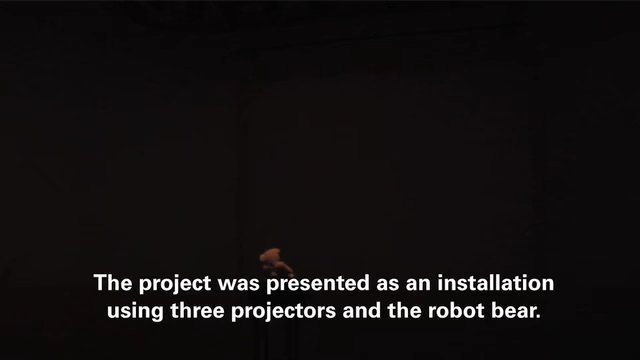 The project was presented as an installation
using three projectors and the robot bear.